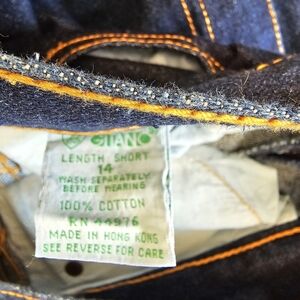 GITANO
LENGTH SHORT
14
WASH SEPARATELY
BEFORE WEARING
100% COTTON
RN 44976
MADE IN HONG KONG
SEE REVERSE FOR CARE